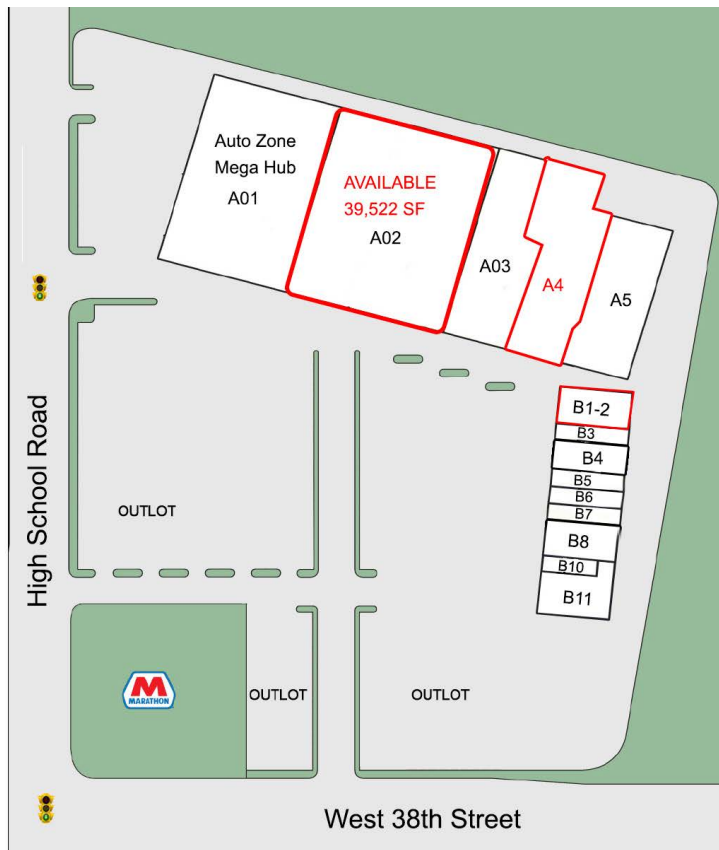 Auto Zone
Mega Hub
A01
AVAILABLE
39,522 SF
A02
A03
A4
A5
B1-2
B3
B4
B5
B6
B7
B8
B10
B11
High School Road
OUTLOT
M
MARATHON
OUTLOT
OUTLOT
West 38th Street